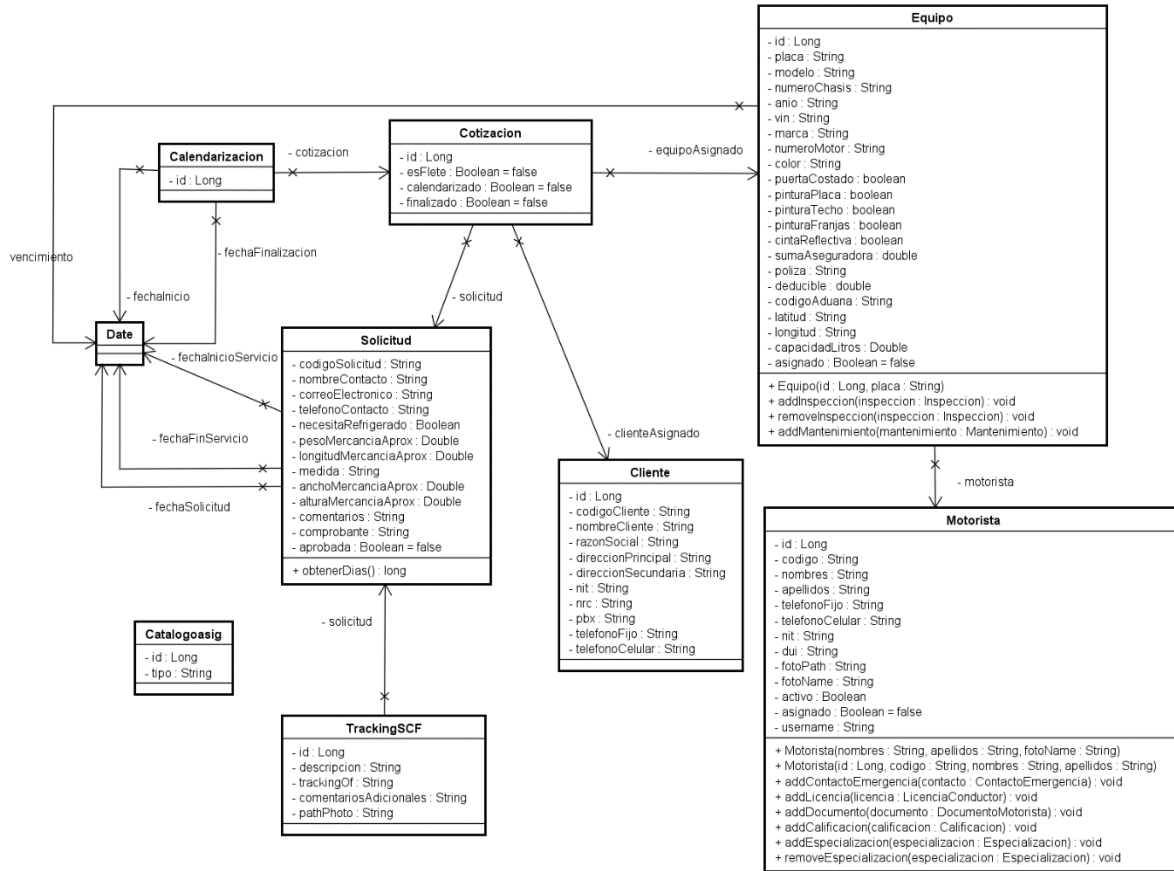 Equipo
- id : Long
- placa : String
- modelo : String
- numeroChasis : String
- anio : String
- vin : String
- marca : String
- numeroMotor : String
- color : String
- puertaCostado : boolean
- pinturaPlaca : boolean
- pinturaTecho : boolean
- pinturaFranjas : boolean
- cintaReflectiva : boolean
- sumaAseguradora : double
- poliza : String
- deducible : double
- codigoAduana : String
- latitud : String
- longitud : String
- capacidadLitros : Double
- asignado : Boolean = false
+ Equipo(id : Long, placa : String)
+ addInspeccion(inspeccion : Inspeccion) : void
+ removeInspeccion(inspeccion : Inspeccion) : void
+ addMantenimiento(mantenimiento : Mantenimiento) : void
Calendarizacion
- id : Long
- cotizacion
Cotizacion
- id : Long
- esFlete : Boolean = false
- calendarizado : Boolean = false
- finalizado : Boolean = false
- equipoAsignado
vencimiento
- fechaFinalizacion
- fechaInicio
- solicitud
Date
- fechaInicioServicio
- fechaFinServicio
- fechaSolicitud
Solicitud
- codigoSolicitud : String
- nombreContacto : String
- correoElectronico : String
- telefonoContacto : String
- necesitaRefrigerado : Boolean
- pesoMercanciaAprox : Double
- longitudMercanciaAprox : Double
- medida : String
- anchoMercanciaAprox : Double
- alturaMercanciaAprox : Double
- comentarios : String
- comprobante : String
- aprobada : Boolean = false
+ obtenerDias() : long
- clienteAsignado
Cliente
- id : Long
- codigoCliente : String
- nombreCliente : String
- razonSocial : String
- direccionPrincipal : String
- direccionSecundaria : String
- nit : String
- nrc : String
- pbx : String
- telefonoFijo : String
- telefonoCelular : String
- motorista
Motorista
- id : Long
- codigo : String
- nombres : String
- apellidos : String
- telefonoFijo : String
- telefonoCelular : String
- nit : String
- dui : String
- fotoPath : String
- fotoName : String
- activo : Boolean
- asignado : Boolean = false
- username : String
+ Motorista(nombres : String, apellidos : String, fotoName : String)
+ Motorista(id : Long, codigo : String, nombres : String, apellidos : String)
+ addContactoEmergencia(contacto : ContactoEmergencia) : void
+ addLicencia(licencia : LicenciaConductor) : void
+ addDocumento(documento : DocumentoMotorista) : void
+ addCalificacion(calificacion : Calificacion) : void
+ addEspecializacion(especializacion : Especializacion) : void
+ removeEspecializacion(especializacion : Especializacion) : void
Catalogoasig
- id : Long
- tipo : String
- solicitud
TrackingSCF
- id : Long
- descripcion : String
- trackingOf : String
- comentariosAdicionales : String
- pathPhoto : String